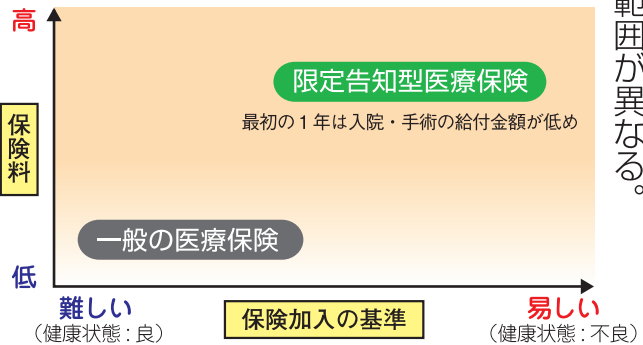 高
限定告知型医療保険
最初の1年は入院・手術の給付金額が低め
保険料
一般の医療保険
低
難しい
(健康状態:良)
保険加入の基準
易しい
(健康状態:不良)
範囲が異なる。